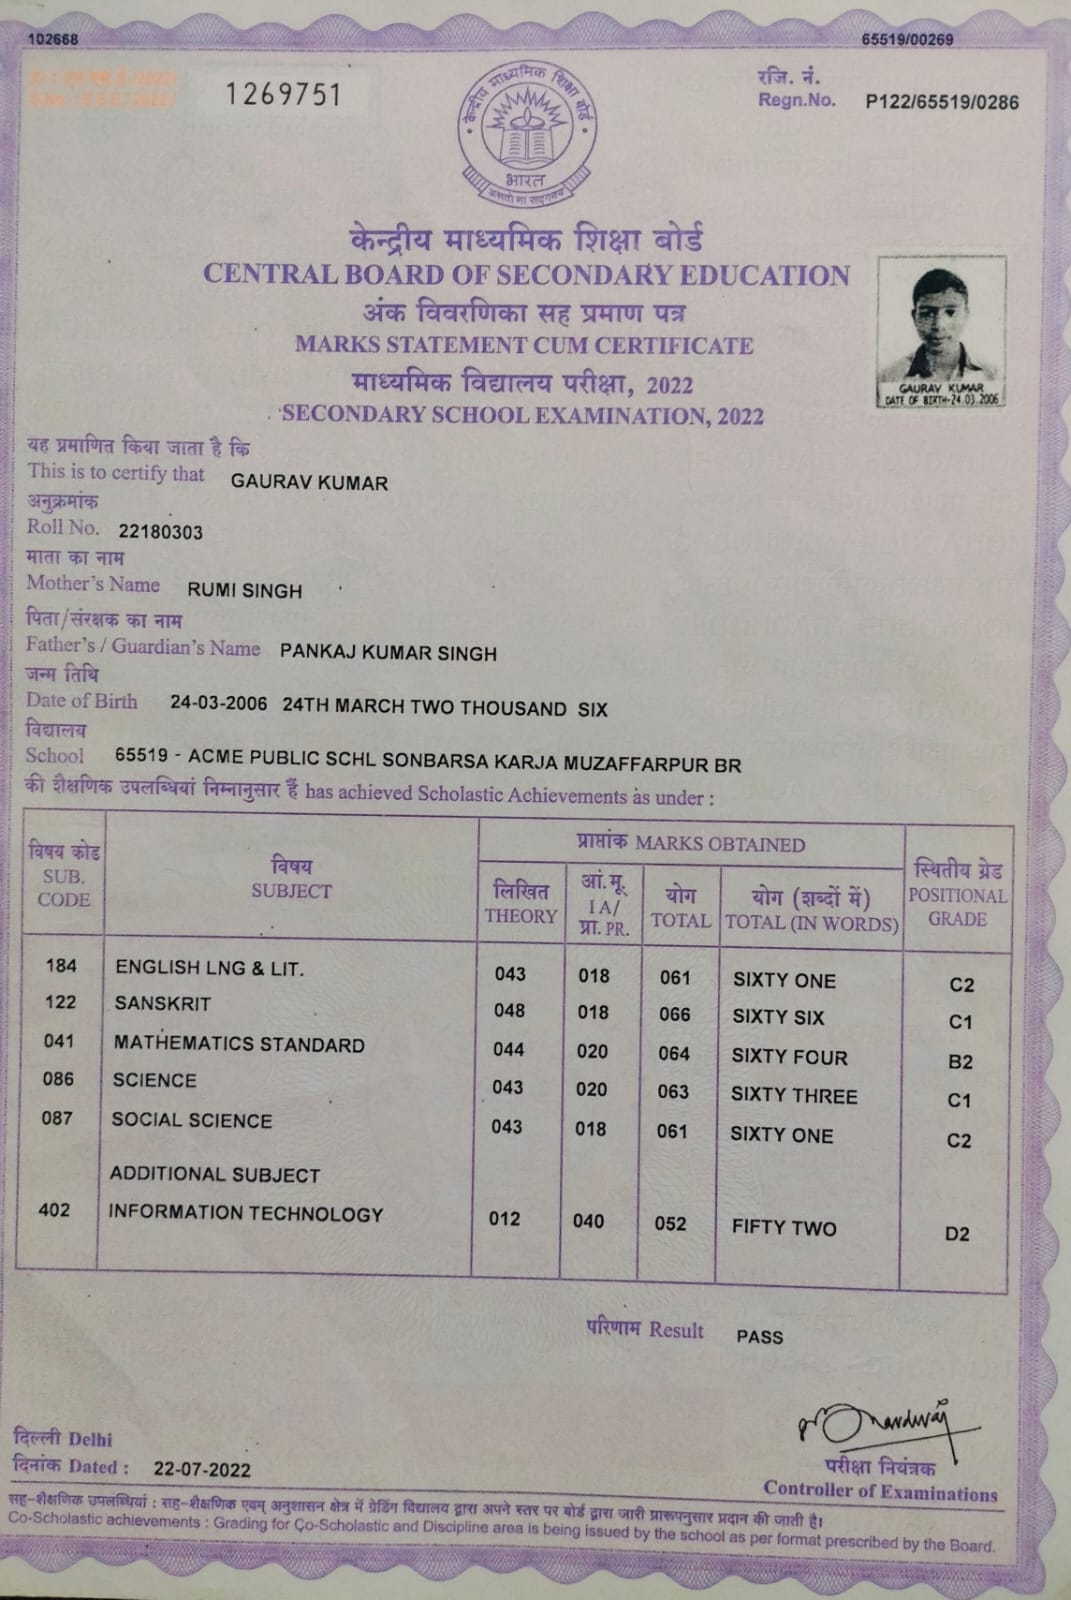 102668
65519/00269
1269751
रजि. नं.
Regn.No. P122/65519/0286
केन्द्रीय माध्यमिक शिक्षा बोर्ड
भारत
असतो मा सद्गमय
केन्द्रीय माध्यमिक शिक्षा बोर्ड
CENTRAL BOARD OF SECONDARY EDUCATION
अंक विवरणिका सह प्रमाण पत्र
MARKS STATEMENT CUM CERTIFICATE
माध्यमिक विद्यालय परीक्षा, 2022
SECONDARY SCHOOL EXAMINATION, 2022
GAURAV KUMAR
DATE OF BIRTH-24.03.2006
यह प्रमाणित किया जाता है कि
This is to certify that GAURAV KUMAR
अनुक्रमांक
Roll No. 22180303
माता का नाम
Mother's Name RUMI SINGH
पिता/संरक्षक का नाम
Father's / Guardian's Name PANKAJ KUMAR SINGH
जन्म तिथि
Date of Birth 24-03-2006 24TH MARCH TWO THOUSAND SIX
विद्यालय
School 65519 - ACME PUBLIC SCHL SONBARSA KARJA MUZAFFARPUR BR
की शैक्षणिक उपलब्धियां निम्नानुसार हैं has achieved Scholastic Achievements as under :
विषय कोड
SUB.
CODE
विषय
SUBJECT
प्राप्तांक MARKS OBTAINED
लिखित
THEORY
आं.मू.
IA/
प्रा. PR.
योग
TOTAL
योग (शब्दों में)
TOTAL (IN WORDS)
स्थितीय ग्रेड
POSITIONAL
GRADE
184 ENGLISH LNG & LIT. 043 018 061 SIXTY ONE C2
122 SANSKRIT 048 018 066 SIXTY SIX C1
041 MATHEMATICS STANDARD 044 020 064 SIXTY FOUR B2
086 SCIENCE 043 020 063 SIXTY THREE C1
087 SOCIAL SCIENCE 043 018 061 SIXTY ONE C2
ADDITIONAL SUBJECT
402 INFORMATION TECHNOLOGY 012 040 052 FIFTY TWO D2
परिणाम Result PASS
दिल्ली Delhi
दिनांक Dated : 22-07-2022
परीक्षा नियंत्रक
Controller of Examinations
सह-शैक्षणिक उपलब्धियां : सह-शैक्षणिक एवम् अनुशासन क्षेत्र में ग्रेडिंग विद्यालय द्वारा अपने स्तर पर बोर्ड द्वारा जारी प्रारूपनुसार प्रदान की जाती है।
Co-Scholastic achievements : Grading for Co-Scholastic and Discipline area is being issued by the school as per format prescribed by the Board.